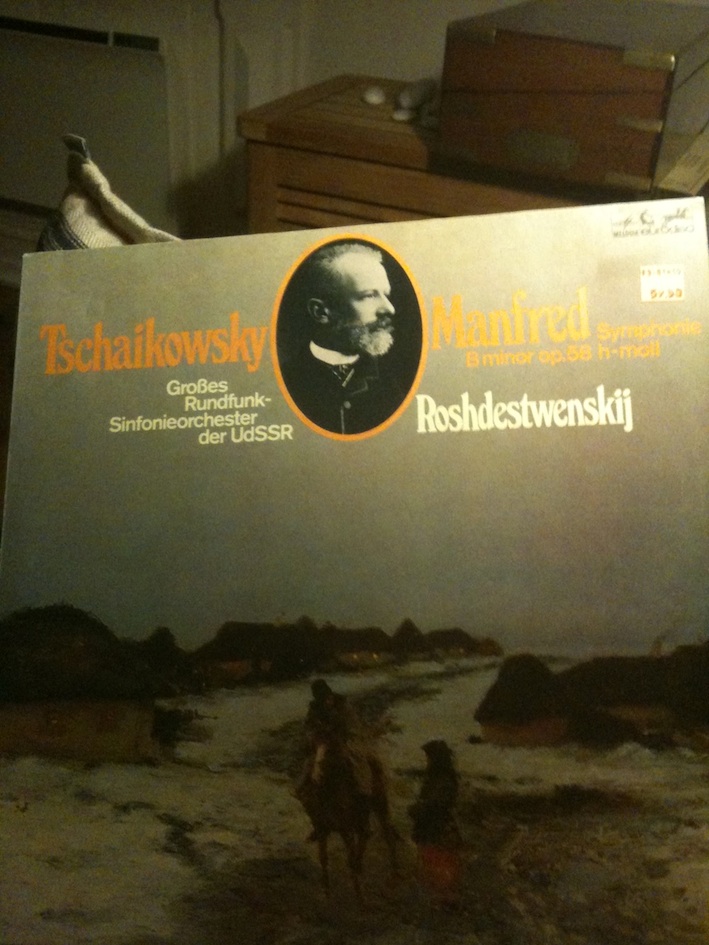 Tschaikowsky
Manfred Symphonie
B minor op.58 h-moll
Großes
Rundfunk-
Sinfonieorchester
der UdSSR
Roshdestwenskij